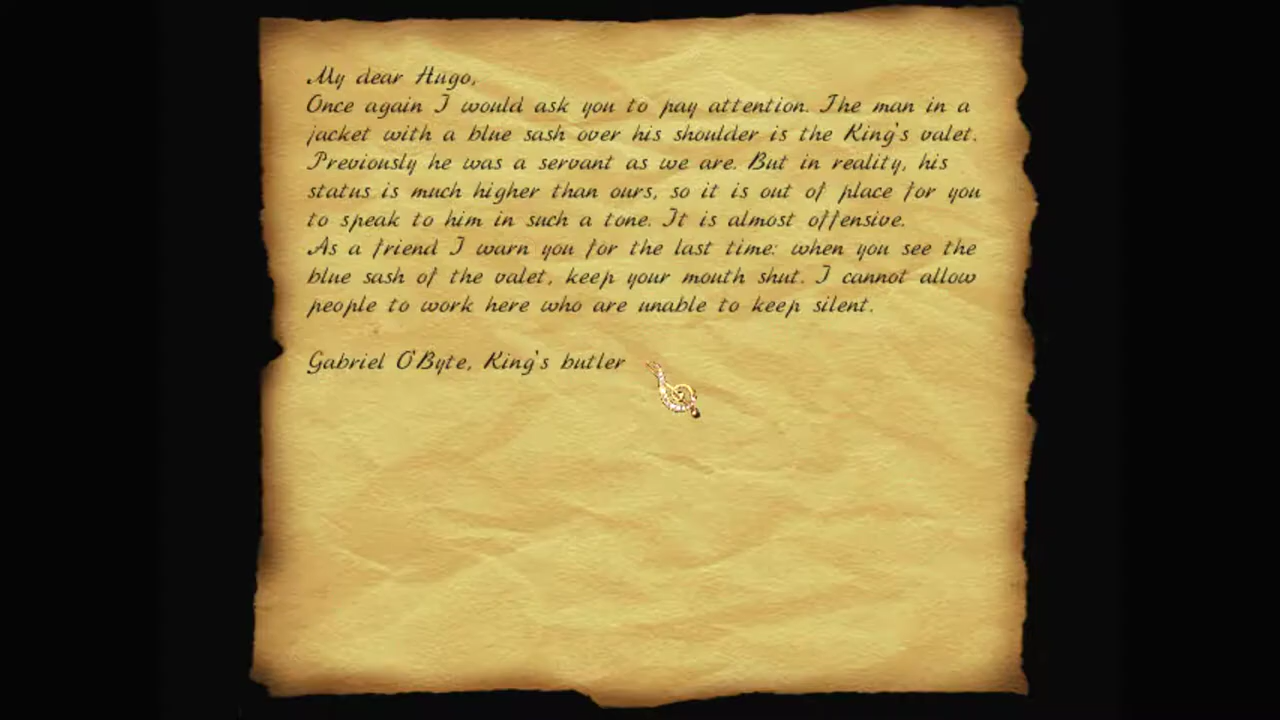 My dear Hugo,
Once again I would ask you to pay attention. The man in a
jacket with a blue sash over his shoulder is the King's valet.
Previously he was a servant as we are. But in reality, his
status is much higher than ours, so it is out of place for you
to speak to him in such a tone. It is almost offensive.
As a friend I warn you for the last time: when you see the
blue sash of the valet, keep your mouth shut. I cannot allow
people to work here who are unable to keep silent.
Gabriel O'Byte, King's butler